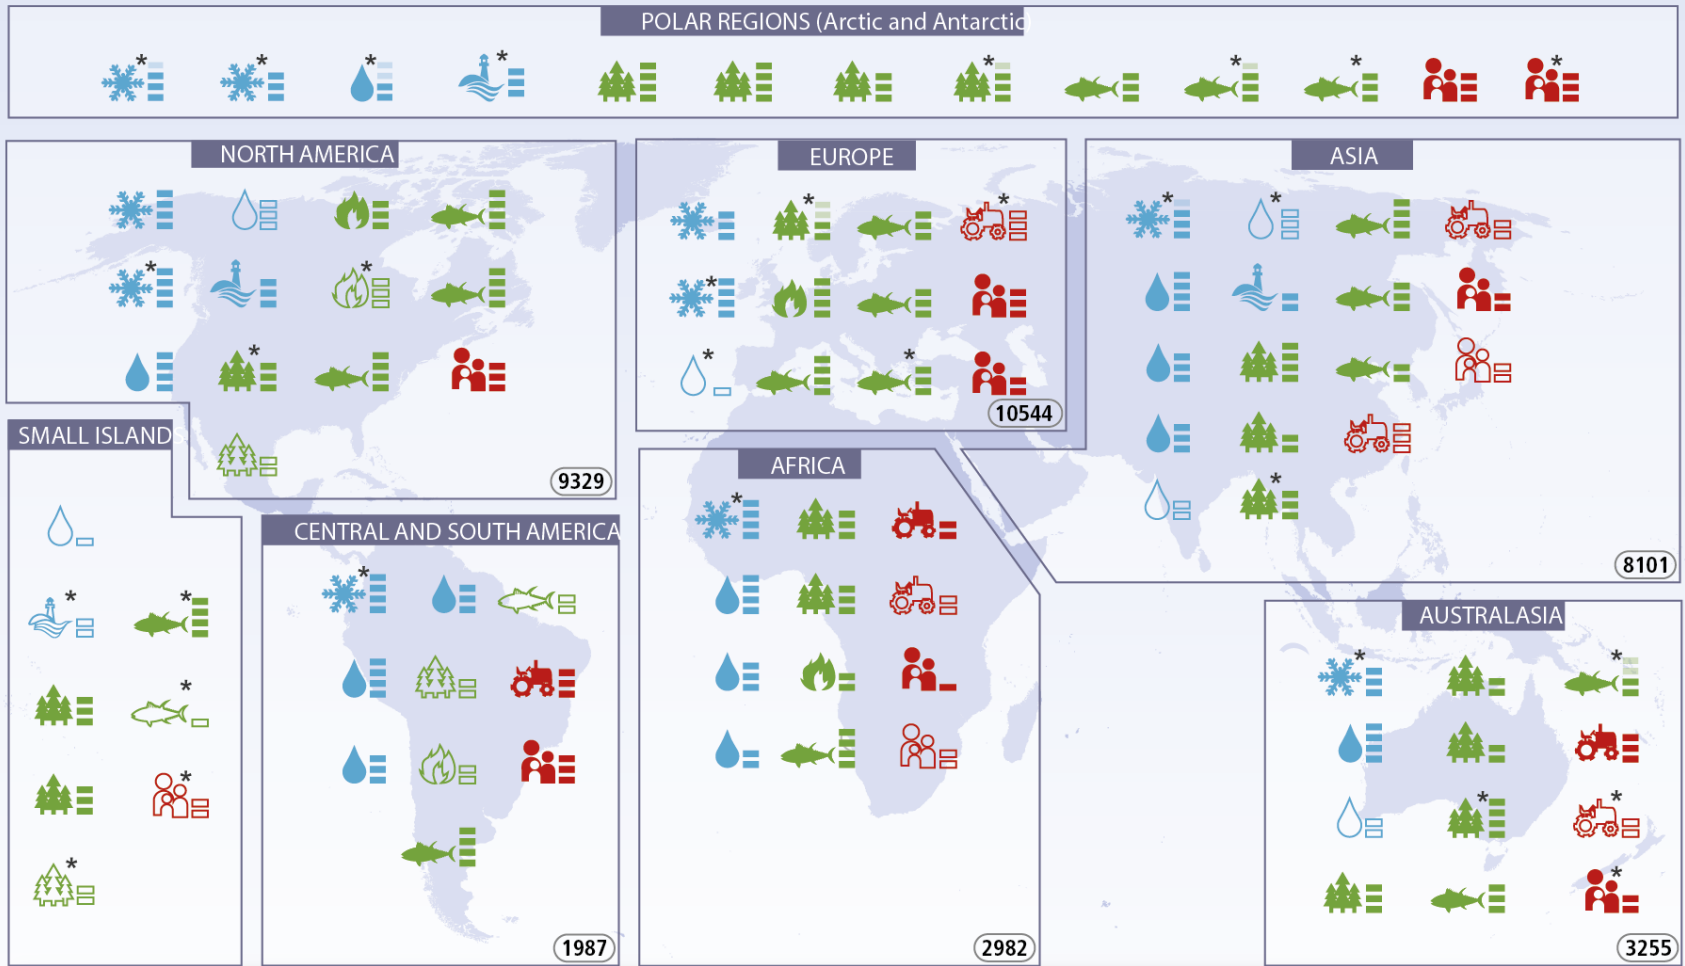 POLAR REGIONS (Arctic and Antarctic)
* * * * * * * *
NORTH AMERICA
*
*
*
9329
EUROPE
* *
*
* *
10544
ASIA
* *
*
8101
SMALL ISLANDS
* *
*
*
*
CENTRAL AND SOUTH AMERICA
*
1987
AFRICA
*
2982
AUSTRALASIA
* *
* *
*
3255